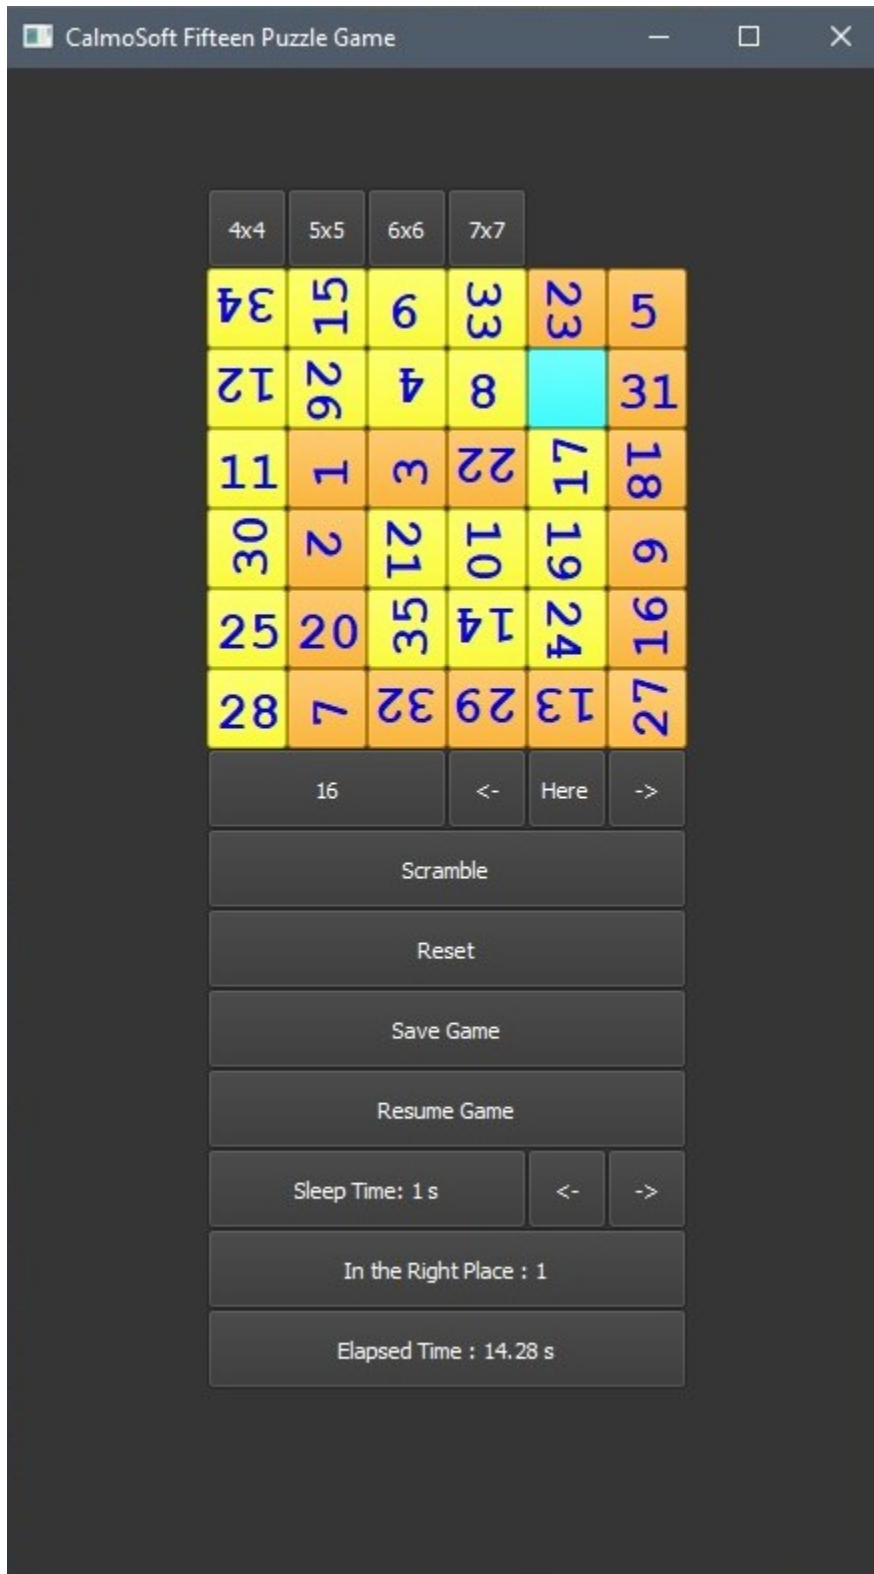 CalmoSoft Fifteen Puzzle Game
4x4 5x5 6x6 7x7
34 15 6 33 23 5
12 26 4 8 31
11 1 3 22 17 18
30 2 21 10 19 9
25 20 35 14 24 16
28 7 32 29 13 27
16 <- Here ->
Scramble
Reset
Save Game
Resume Game
Sleep Time: 1 s <- ->
In the Right Place : 1
Elapsed Time : 14.28 s